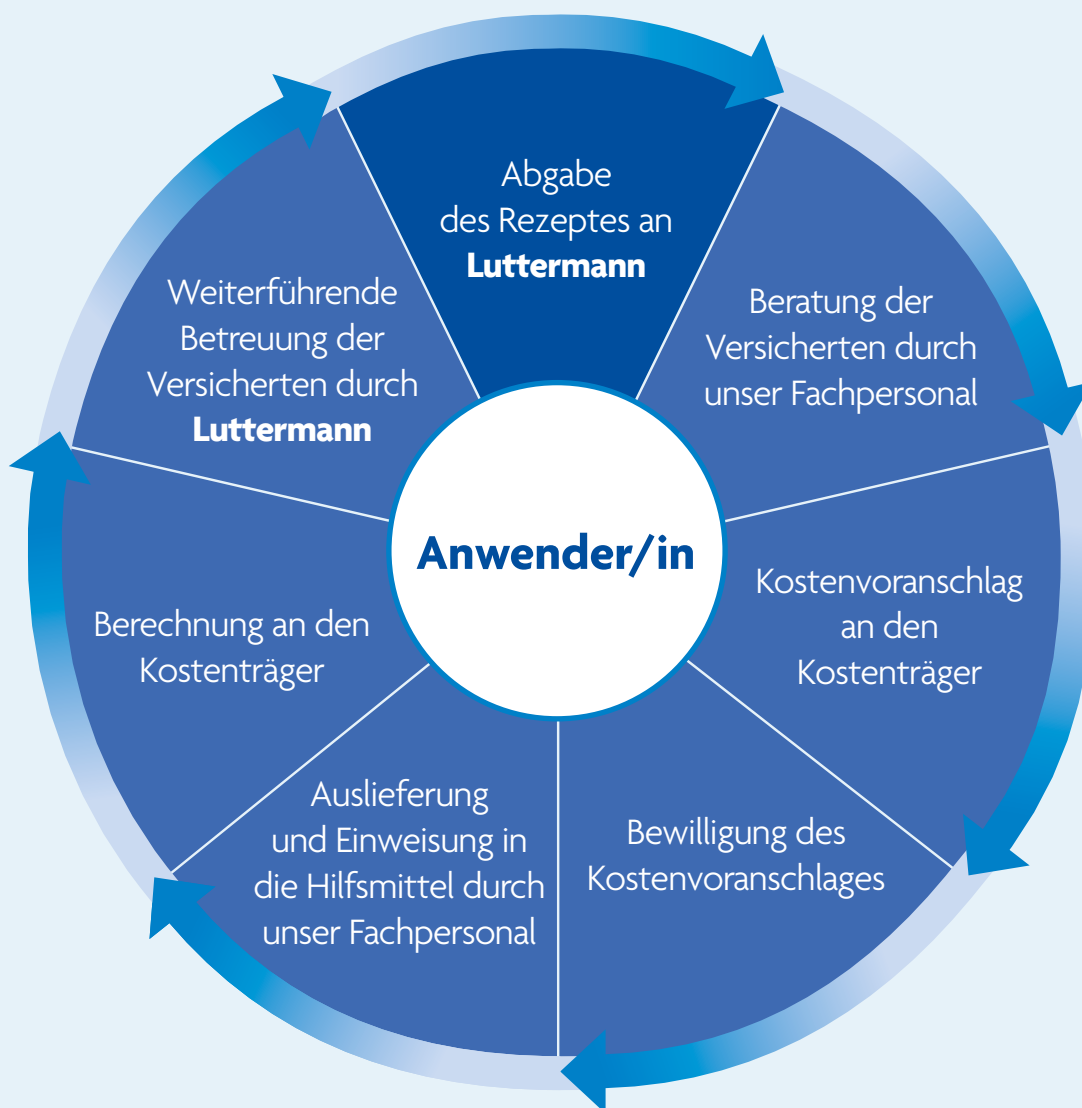 Abgabe
des Rezeptes an
Luttermann
Beratung der
Versicherten durch
unser Fachpersonal
Kostenvoranschlag
an den
Kostenträger
Bewilligung des
Kostenvoranschlages
Auslieferung
und Einweisung in
die Hilfsmittel durch
unser Fachpersonal
Berechnung an den
Kostenträger
Weiterführende
Betreuung der
Versicherten durch
Luttermann
Anwender/in